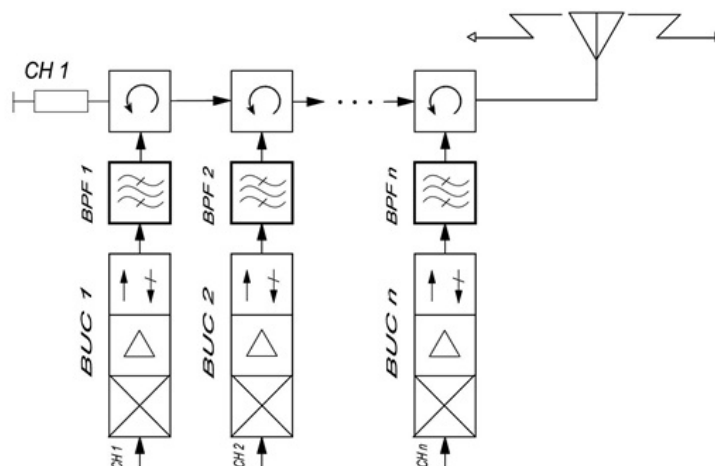 CH 1
BPF 1
BPF 2
BPF n
BUC 1
BUC 2
BUC n
CH 1
CH 2
CH n